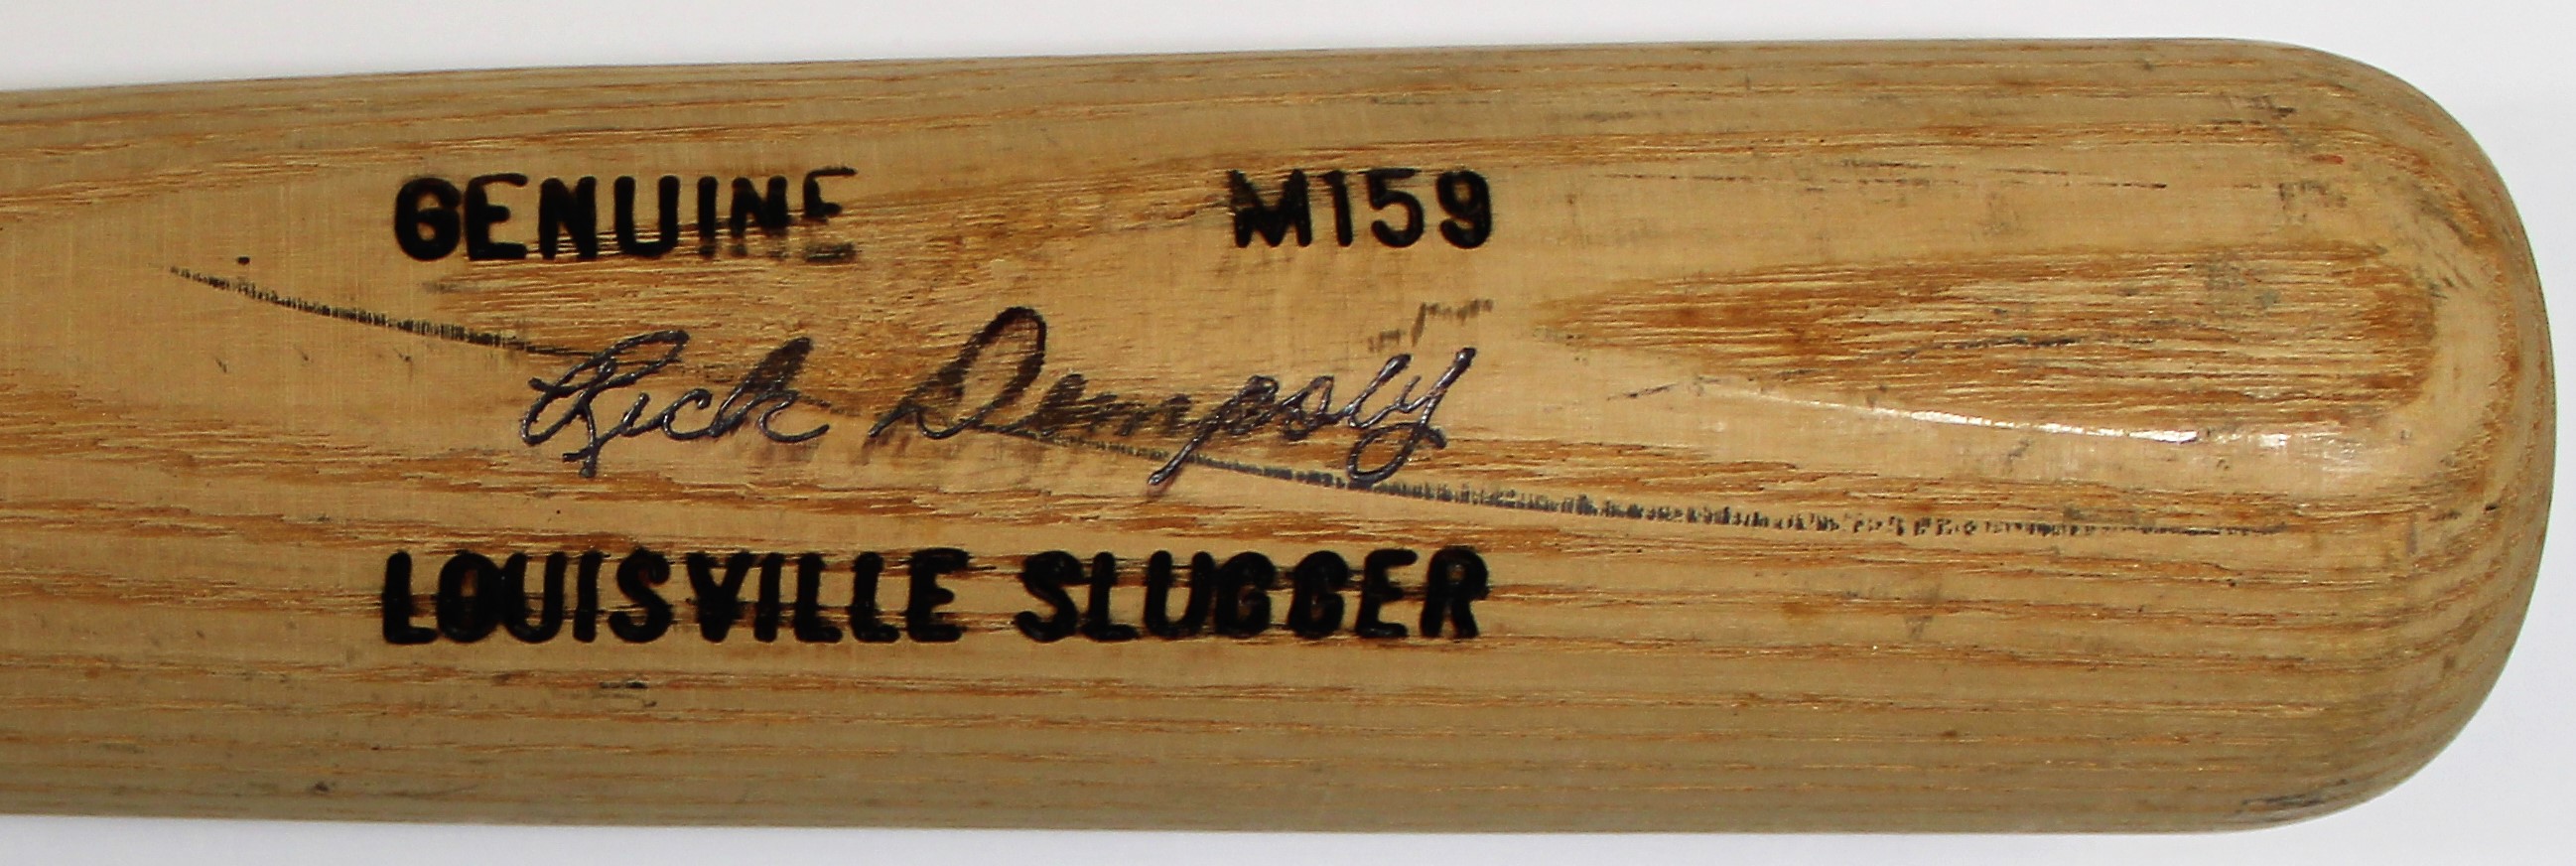 GENUINE M159
Rick Dempsey
LOUISVILLE SLUGGER